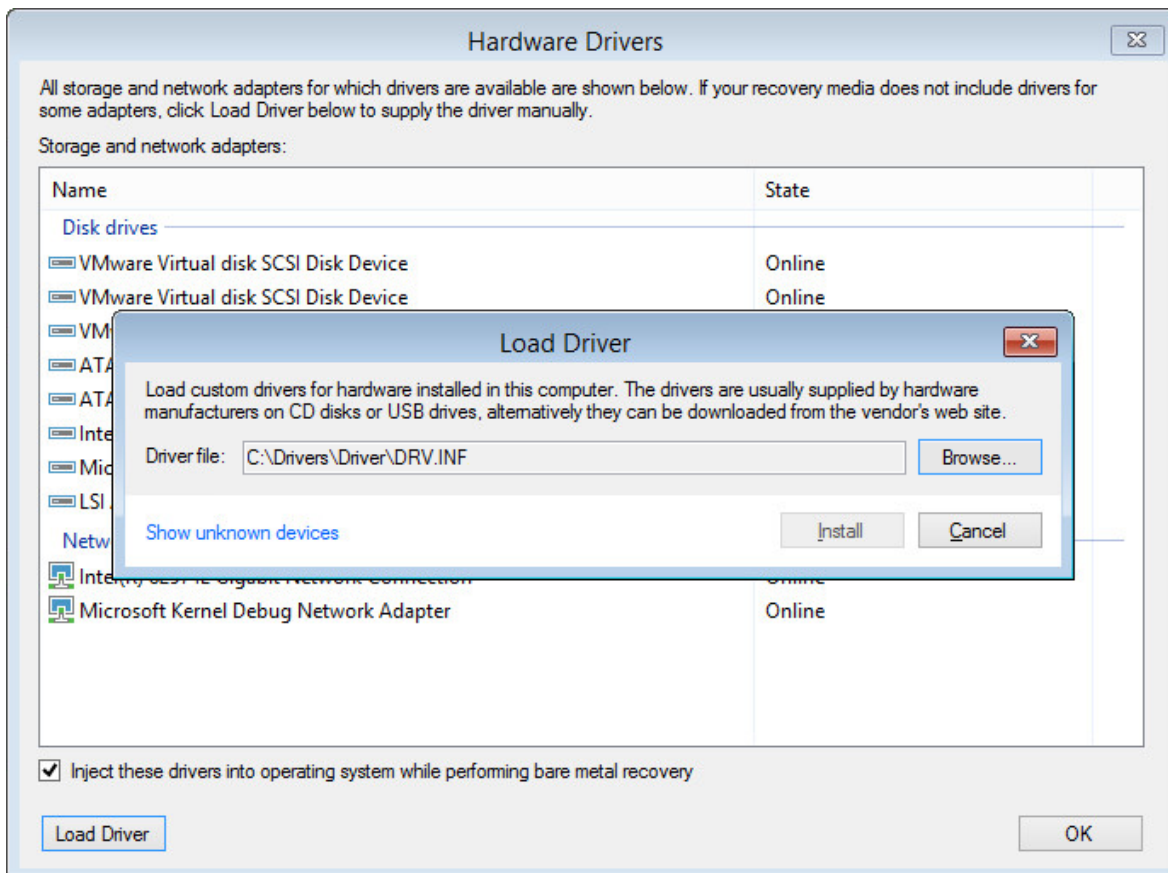 Hardware Drivers
All storage and network adapters for which drivers are available are shown below. If your recovery media does not include drivers for
some adapters, click Load Driver below to supply the driver manually.
Storage and network adapters:
Name State
Disk drives
VMware Virtual disk SCSI Disk Device Online
VMware Virtual disk SCSI Disk Device Online
Load Driver
Load custom drivers for hardware installed in this computer. The drivers are usually supplied by hardware
manufacturers on CD disks or USB drives, alternatively they can be downloaded from the vendor's web site.
Driver file: C:\Drivers\Driver\DRV.INF Browse...
Show unknown devices Install Cancel
LSI
Network Connection
Microsoft Kernel Debug Network Adapter Online
Inject these drivers into operating system while performing bare metal recovery
Load Driver OK